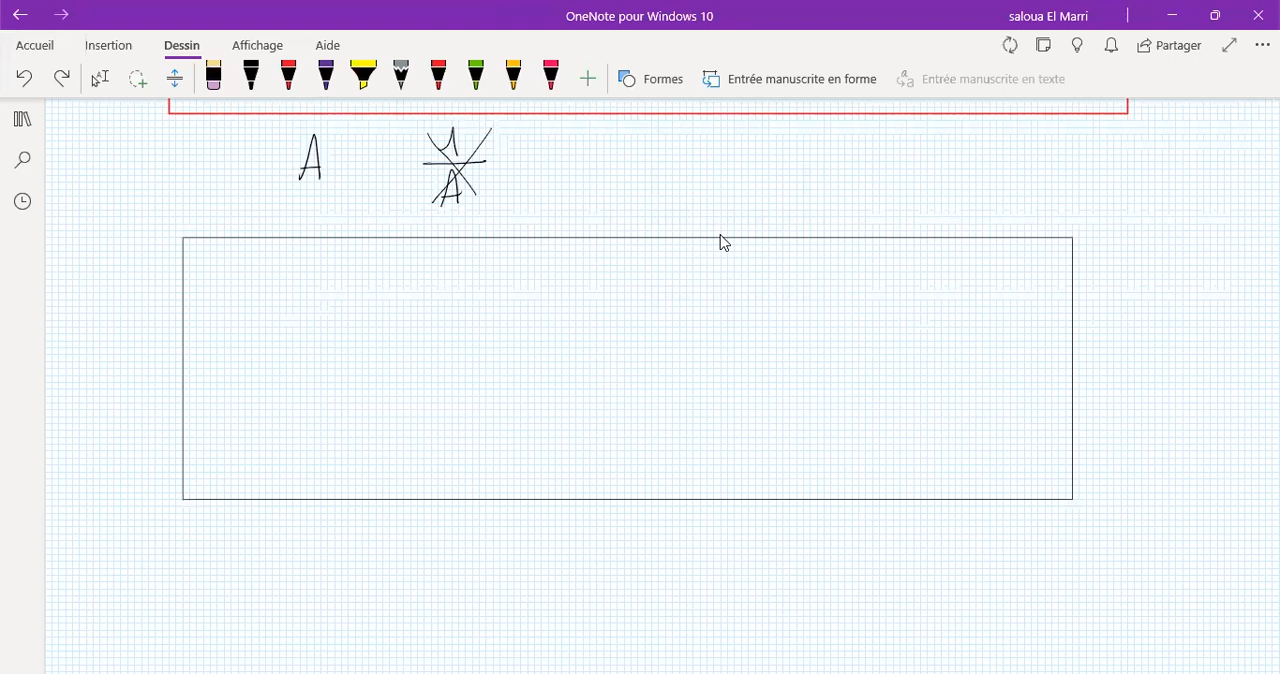 OneNote pour Windows 10
saloua El Marri
Accueil Insertion Dessin Affichage Aide
Partager
Formes Entrée manuscrite en forme Entrée manuscrite en texte
A
1
A